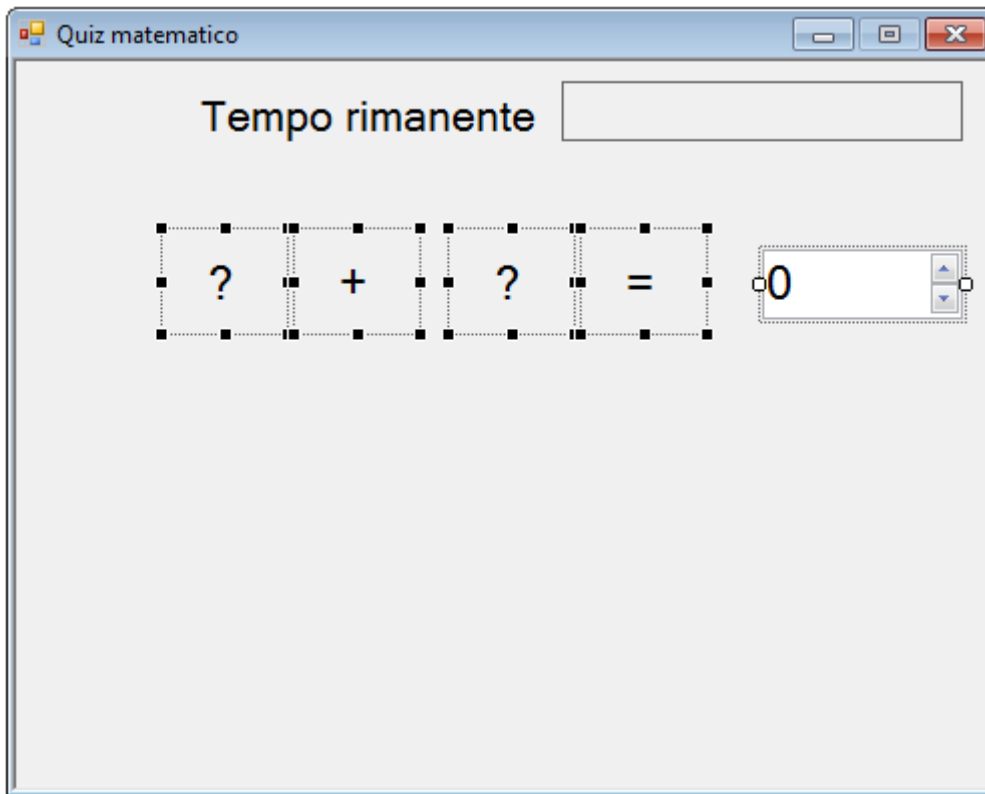 Quiz matematico
Tempo rimanente
? + ? = 0